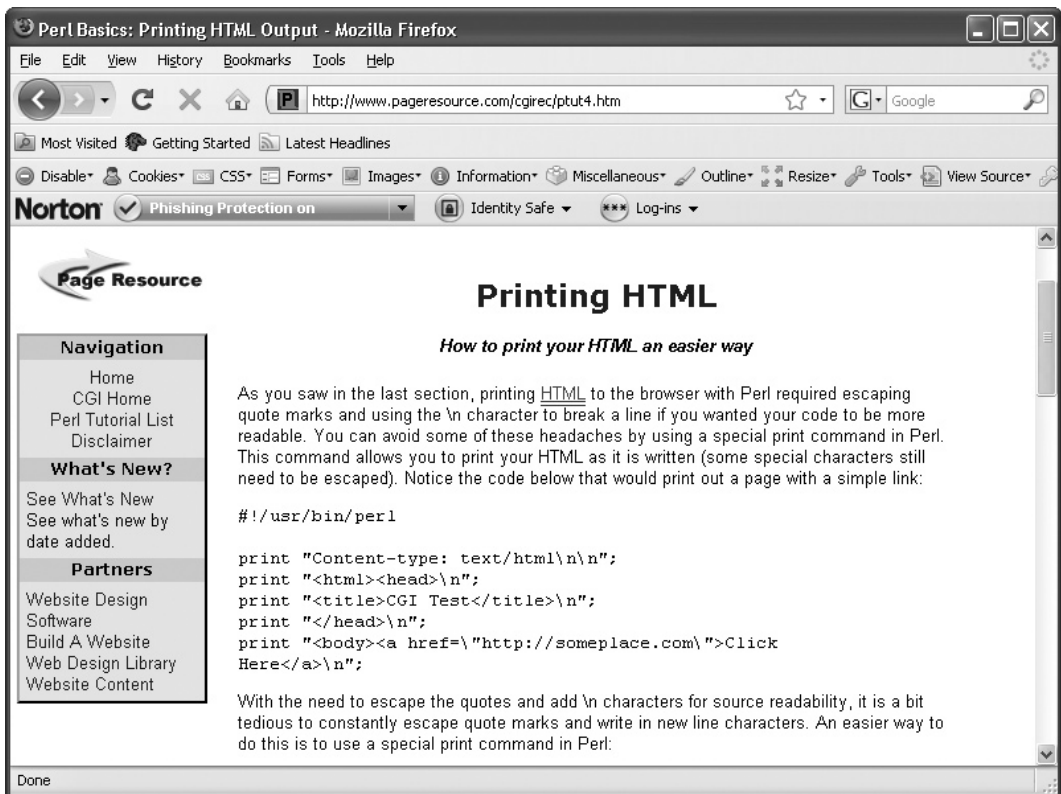 Perl Basics: Printing HTML Output - Mozilla Firefox
File Edit View History Bookmarks Tools Help
P http://www.pageresource.com/cgirec/ptut4.htm G Google
Most Visited Getting Started Latest Headlines
Disable Cookies CSS Forms Images Information Miscellaneous Outline Resize Tools View Source
Norton Phishing Protection on Identity Safe *** Log-ins
Page Resource
Navigation
Home
CGI Home
Perl Tutorial List
Disclaimer
What's New?
See What's New
See what's new by
date added.
Partners
Website Design
Software
Build A Website
Web Design Library
Website Content
Printing HTML
How to print your HTML an easier way
As you saw in the last section, printing HTML to the browser with Perl required escaping
quote marks and using the \n character to break a line if you wanted your code to be more
readable. You can avoid some of these headaches by using a special print command in Perl.
This command allows you to print your HTML as it is written (some special characters still
need to be escaped). Notice the code below that would print out a page with a simple link:
#!/usr/bin/perl
print "Content-type: text/html\n\n";
print "<html><head>\n";
print "<title>CGI Test</title>\n";
print "</head>\n";
print "<body><a href=\"http://someplace.com\">Click
Here</a>\n";
With the need to escape the quotes and add \n characters for source readability, it is a bit
tedious to constantly escape quote marks and write in new line characters. An easier way to
do this is to use a special print command in Perl:
Done